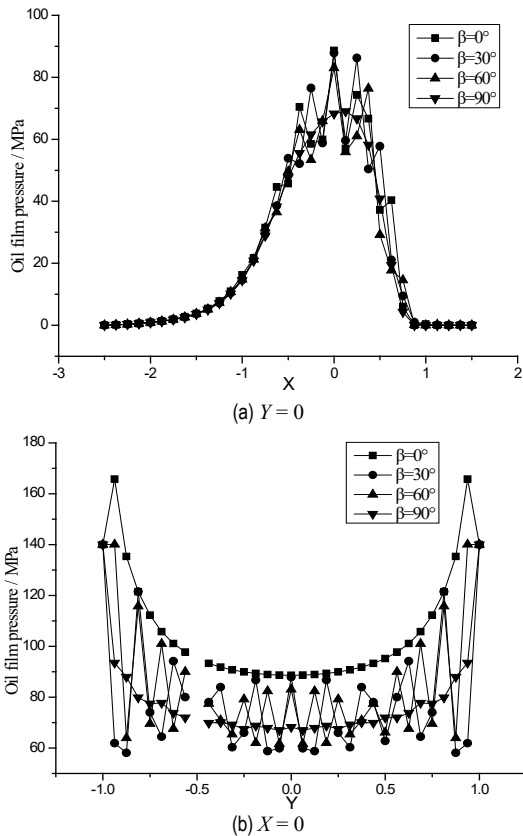 100
80
60
40
20
0
Oil film pressure / MPa
β=0°
β=30°
β=60°
β=90°
-3
-2
-1
0
1
2
X
(a) Y = 0
180
160
140
120
100
80
60
Oil film pressure / MPa
β=0°
β=30°
β=60°
β=90°
-1.0
-0.5
0.0
0.5
1.0
Y
(b) X = 0